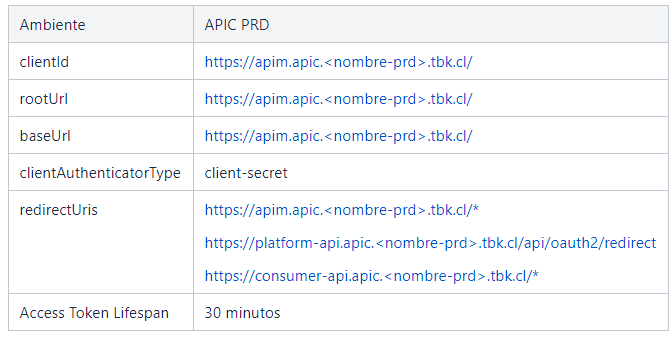 Ambiente APIC PRD
clientId https://apim.apic.<nombre-prd>.tbk.cl/
rootUrl https://apim.apic.<nombre-prd>.tbk.cl/
baseUrl https://apim.apic.<nombre-prd>.tbk.cl/
clientAuthenticatorType client-secret
redirectUris https://apim.apic.<nombre-prd>.tbk.cl/*
https://platform-api.apic.<nombre-prd>.tbk.cl/api/oauth2/redirect
https://consumer-api.apic.<nombre-prd>.tbk.cl/*
Access Token Lifespan 30 minutos